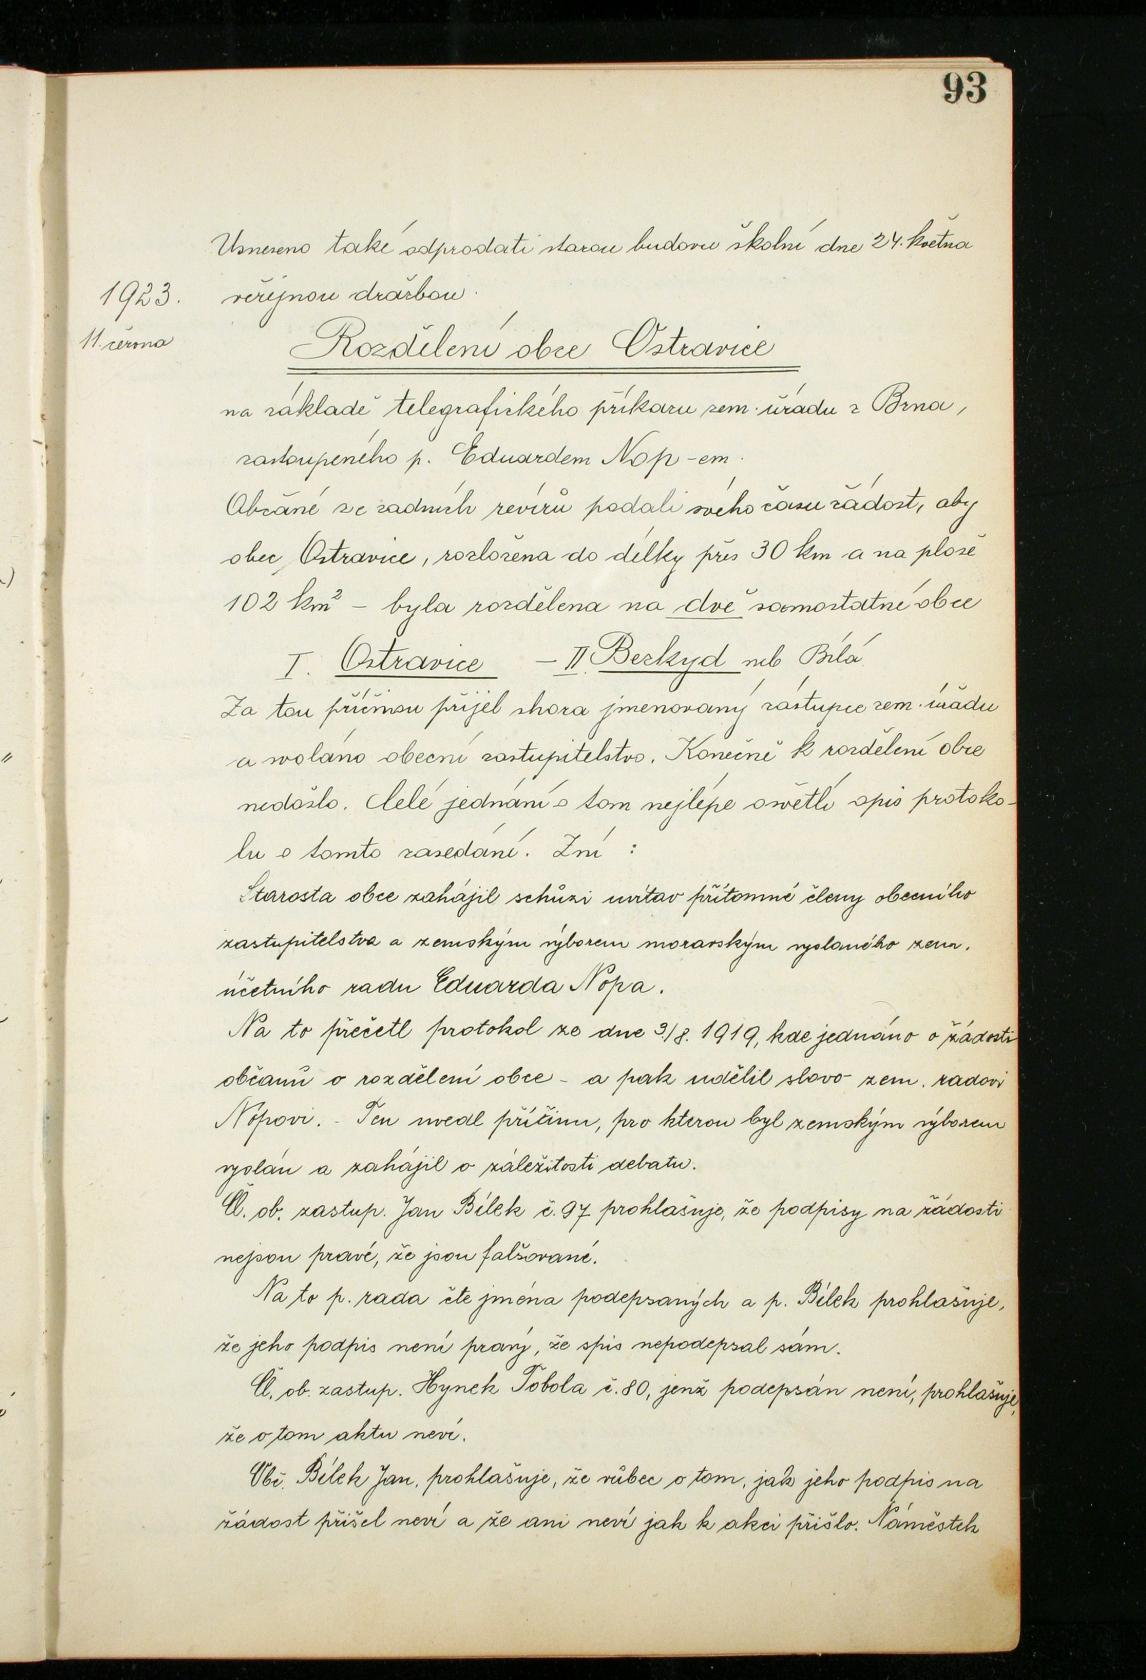 93
Usneseno také odprodati starou budovu školní dne 24. května
1923. veřejnou dražbou.
11. června
Rozdělení obce Ostravice
na základě telegrafického příkazu zem. úřadu z Brna,
zastoupeného p. Eduardem Nop-em.
Občané ze zadních revírů podali svého času žádost, aby
obec, Ostravice, rozložena do délky přes 30 km a na ploše
102 km² – byla rozdělena na dvě samostatné obce
I. Ostravice – II. Bezkyd neb Bílá
Za tou příčinou přijel shora jmenovaný zástupce zem. úřadu
a svoláno obecní zastupitelstvo. Konečně k rozdělení obce
nedošlo. Celé jednání o tom nejlépe osvětlí opis protoko-
lu o tomto zasedání. Zní :
Starosta obce zahájil schůzi uvítav přítomné členy obecního
zastupitelstva a zemským výborem moravským vyslaného zem.
účetního radu Eduarda Nopa.
Na to přečetl protokol ze dne 3./8. 1919, kde jednáno o žádosti
občanů o rozdělení obce – a pak udělil slovo zem. radovi
Nopovi. – Ten uvedl příčinu, pro kterou byl zemským výborem
vyslán a zahájil o záležitosti debatu.
Čl. ob. zastup. Jan Bílek č. 97 prohlašuje, že podpisy na žádosti
nejsou pravé, že jsou falšované.
Na to p. rada čte jména podepsaných a p. Bílek prohlašuje,
že jeho podpis není pravý, že spis nepodepsal sám.
Čl. ob. zastup. Hynek Tobola č. 80, jenž podepsán není, prohlašuje,
že o tom aktu neví.
Obč. Bílek Jan, prohlašuje, že vůbec o tom, jak jeho podpis na
žádost přišel neví a že ani neví jak k akci přišlo. Náměstek